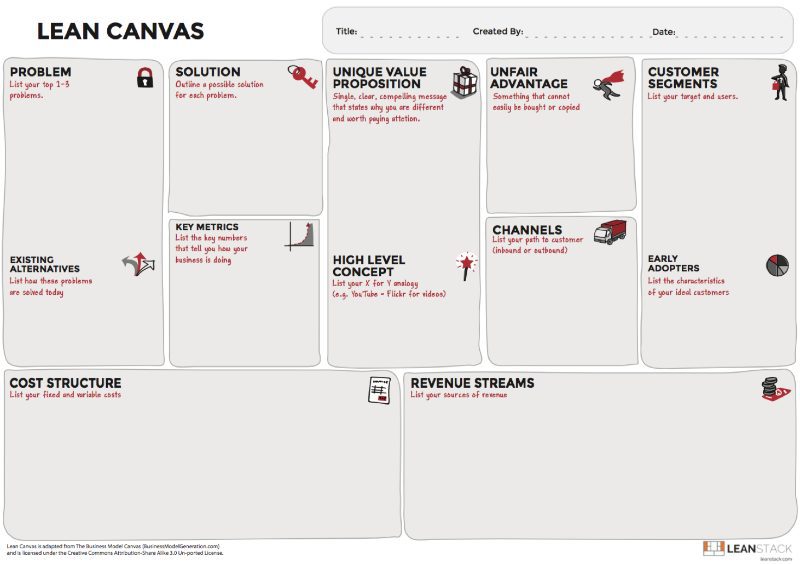 LEAN CANVAS
Title:
Created By:
Date:
PROBLEM
List your top 1-3
problems.
EXISTING
ALTERNATIVES
List how these problems
are solved today
SOLUTION
Outline a possible solution
for each problem.
KEY METRICS
List the key numbers
that tell you how your
business is doing
UNIQUE VALUE
PROPOSITION
Single, clear, compelling message
that states why you are different
and worth paying attction.
HIGH LEVEL
CONCEPT
List your X for Y analogy
(e.g. YouTube = Flickr for videos)
UNFAIR
ADVANTAGE
Something that cannot
easily be bought or copied
CHANNELS
List your path to customer
(inbound or outbound)
CUSTOMER
SEGMENTS
List your target and users.
EARLY
ADOPTERS
List the characteristics
of your ideal customers
COST STRUCTURE
List your fixed and variable costs
REVENUE STREAMS
List your sources of revenue
Lean Canvas is adapted from The Business Model Canvas (BusinessModelGeneration.com)
and is licensed under the Creative Commons Attribution-Share Alike 3.0 Un-ported License.
LEANSTACK
leanstack.com